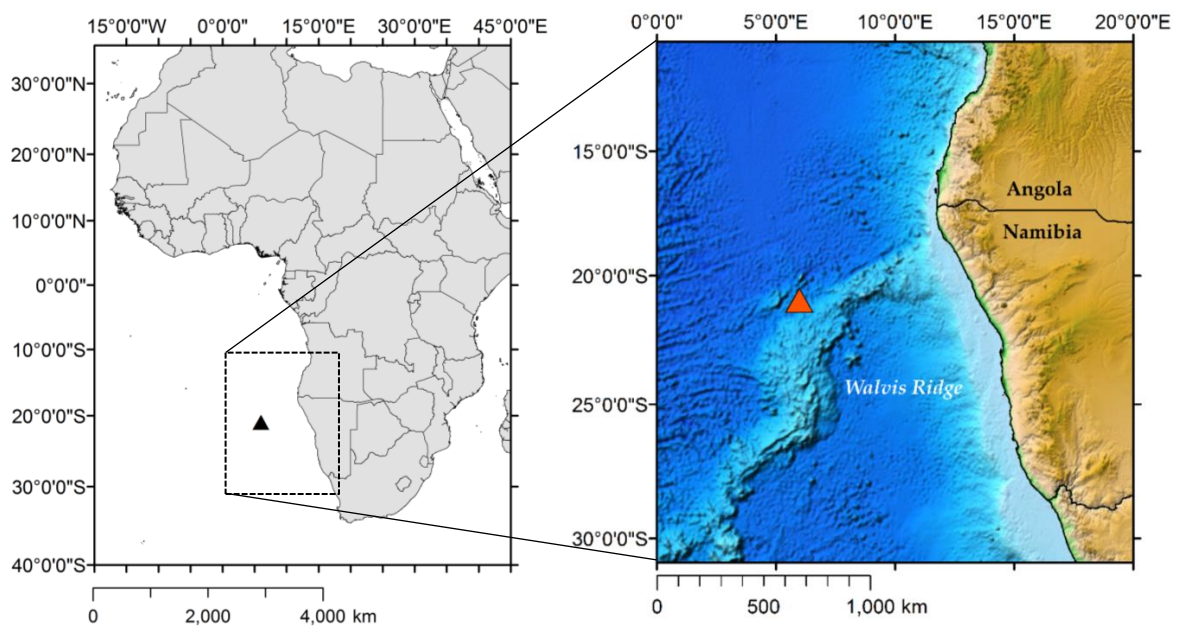 15°0'0"W 0°0'0" 15°0'0"E 30°0'0"E 45°0'0"E
30°0'0"N
20°0'0"N
10°0'0"N
0°0'0"
10°0'0"S
20°0'0"S
30°0'0"S
40°0'0"S
0 2,000 4,000 km
0°0'0" 5°0'0"E 10°0'0"E 15°0'0"E 20°0'0"E
15°0'0"S
Angola
Namibia
20°0'0"S
Walvis Ridge
25°0'0"S
30°0'0"S
0 500 1,000 km